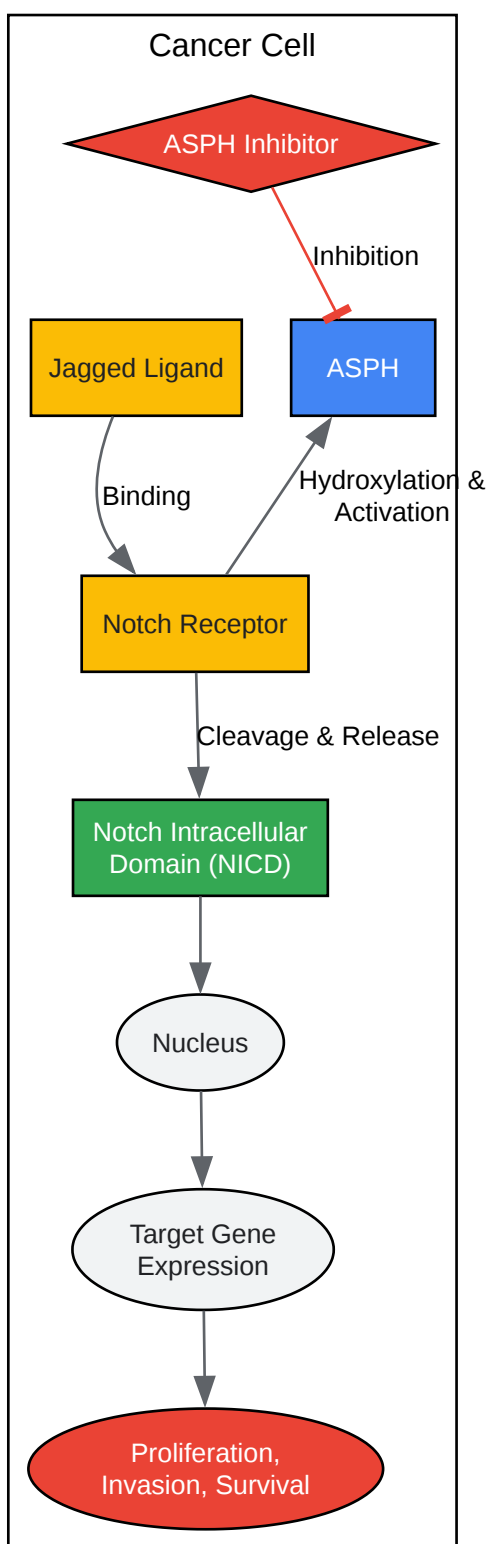 Cancer Cell
ASPH Inhibitor
Inhibition
Jagged Ligand
ASPH
Binding
Hydroxylation &
Activation
Notch Receptor
Cleavage & Release
Notch Intracellular
Domain (NICD)
Nucleus
Target Gene
Expression
Proliferation,
Invasion, Survival